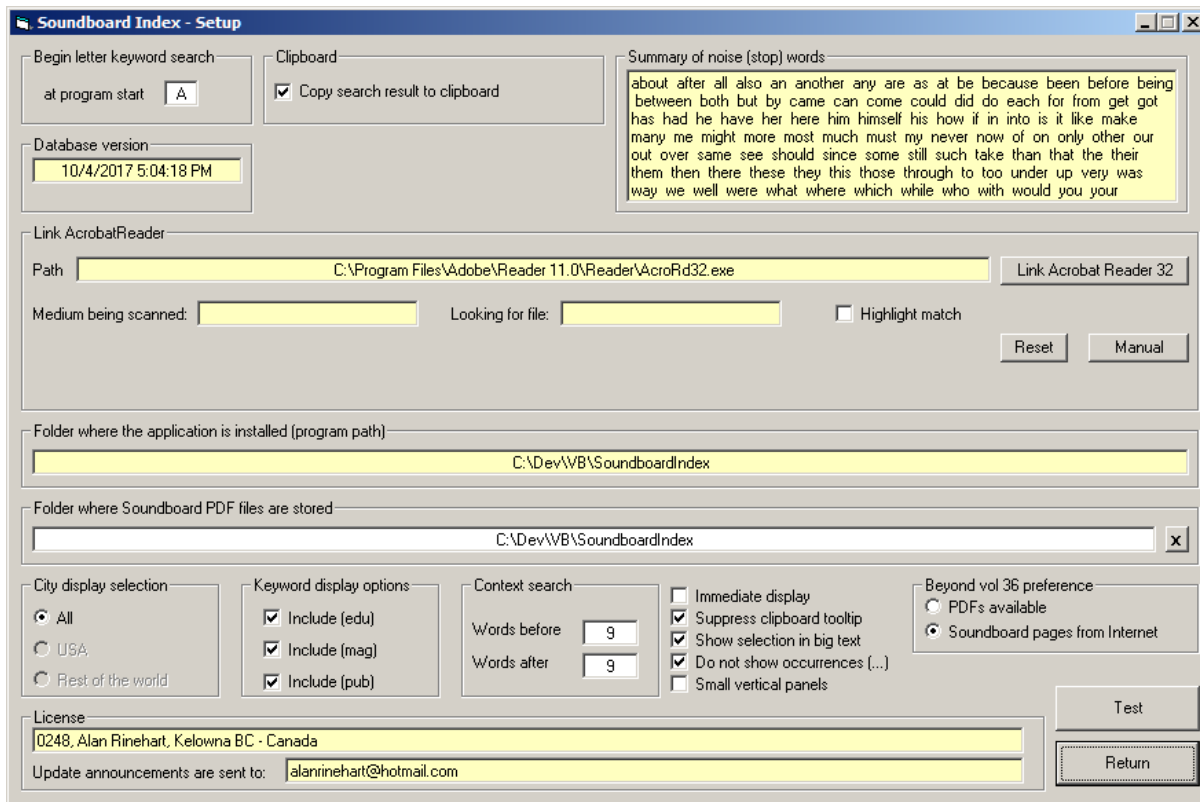 Soundboard Index - Setup
Begin letter keyword search
at program start A
Clipboard
Copy search result to clipboard
Summary of noise (stop) words
about after all also an another any are as at be because been before being
between both but by came can come could did do each for from get got
has had he have her here him himself his how if in into is it like make
many me might more most much must my never now of on only other our
out over same see should since some still such take than that the their
them then there these they this those through to too under up very was
way we well were what where which while who with would you your
Database version
10/4/2017 5:04:18 PM
Link AcrobatReader
Path C:\Program Files\Adobe\Reader 11.0\Reader\AcroRd32.exe Link Acrobat Reader 32
Medium being scanned: Looking for file: Highlight match
Reset Manual
Folder where the application is installed (program path)
C:\Dev\VB\SoundboardIndex
Folder where Soundboard PDF files are stored
C:\Dev\VB\SoundboardIndex x
City display selection
All
USA
Rest of the world
Keyword display options
Include (edu)
Include (mag)
Include (pub)
Context search
Words before 9
Words after 9
Immediate display
Suppress clipboard tooltip
Show selection in big text
Do not show occurrences (...)
Small vertical panels
Beyond vol 36 preference
PDFs available
Soundboard pages from Internet
License
0248, Alan Rinehart, Kelowna BC - Canada
Update announcements are sent to: alanrinehart@hotmail.com
Test
Return